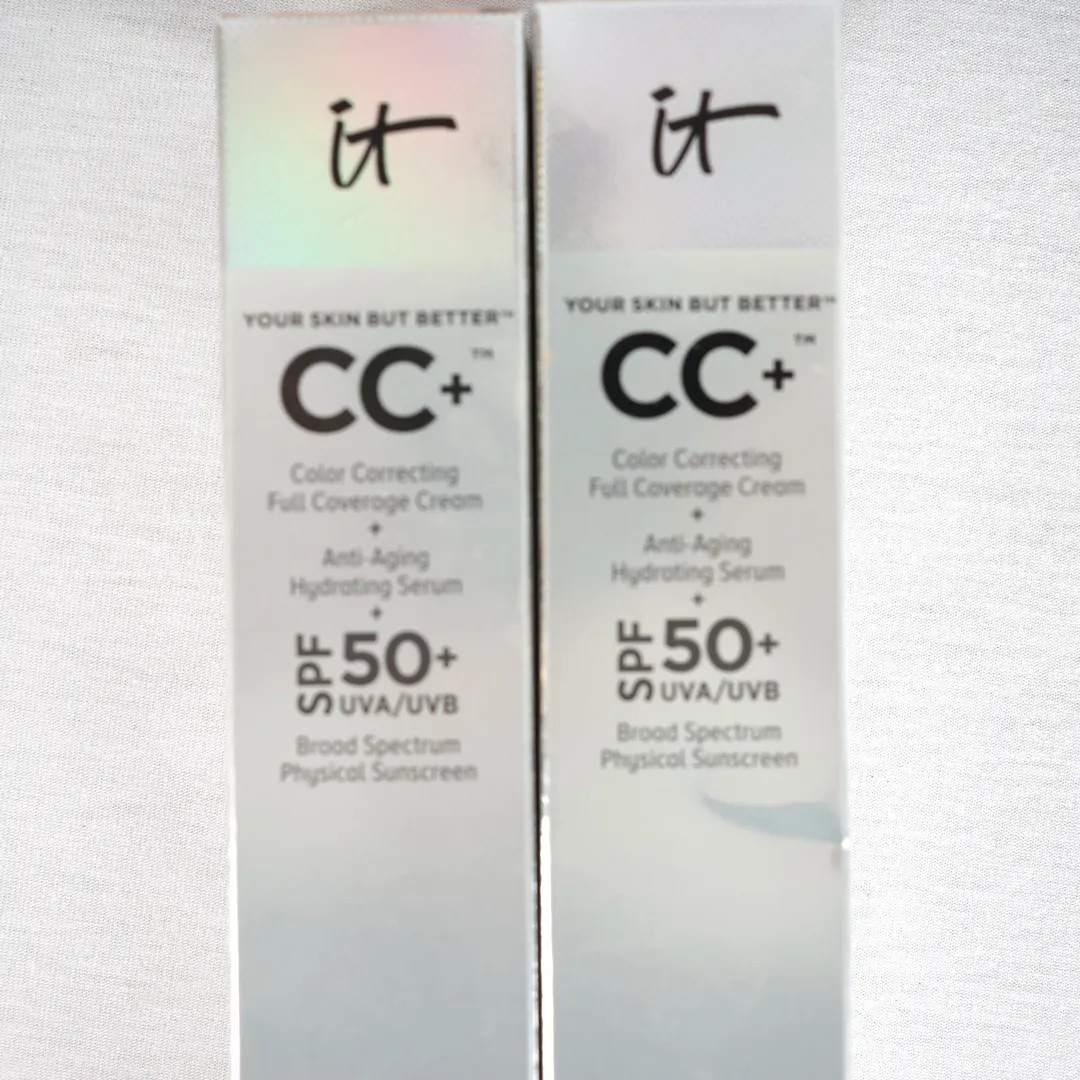 it
YOUR SKIN BUT BETTER™
CC+™
Color Correcting
Full Coverage Cream
+
Anti-Aging
Hydrating Serum
+
SPF 50+
UVA/UVB
Broad Spectrum
Physical Sunscreen
it
YOUR SKIN BUT BETTER™
CC+™
Color Correcting
Full Coverage Cream
+
Anti-Aging
Hydrating Serum
+
SPF 50+
UVA/UVB
Broad Spectrum
Physical Sunscreen